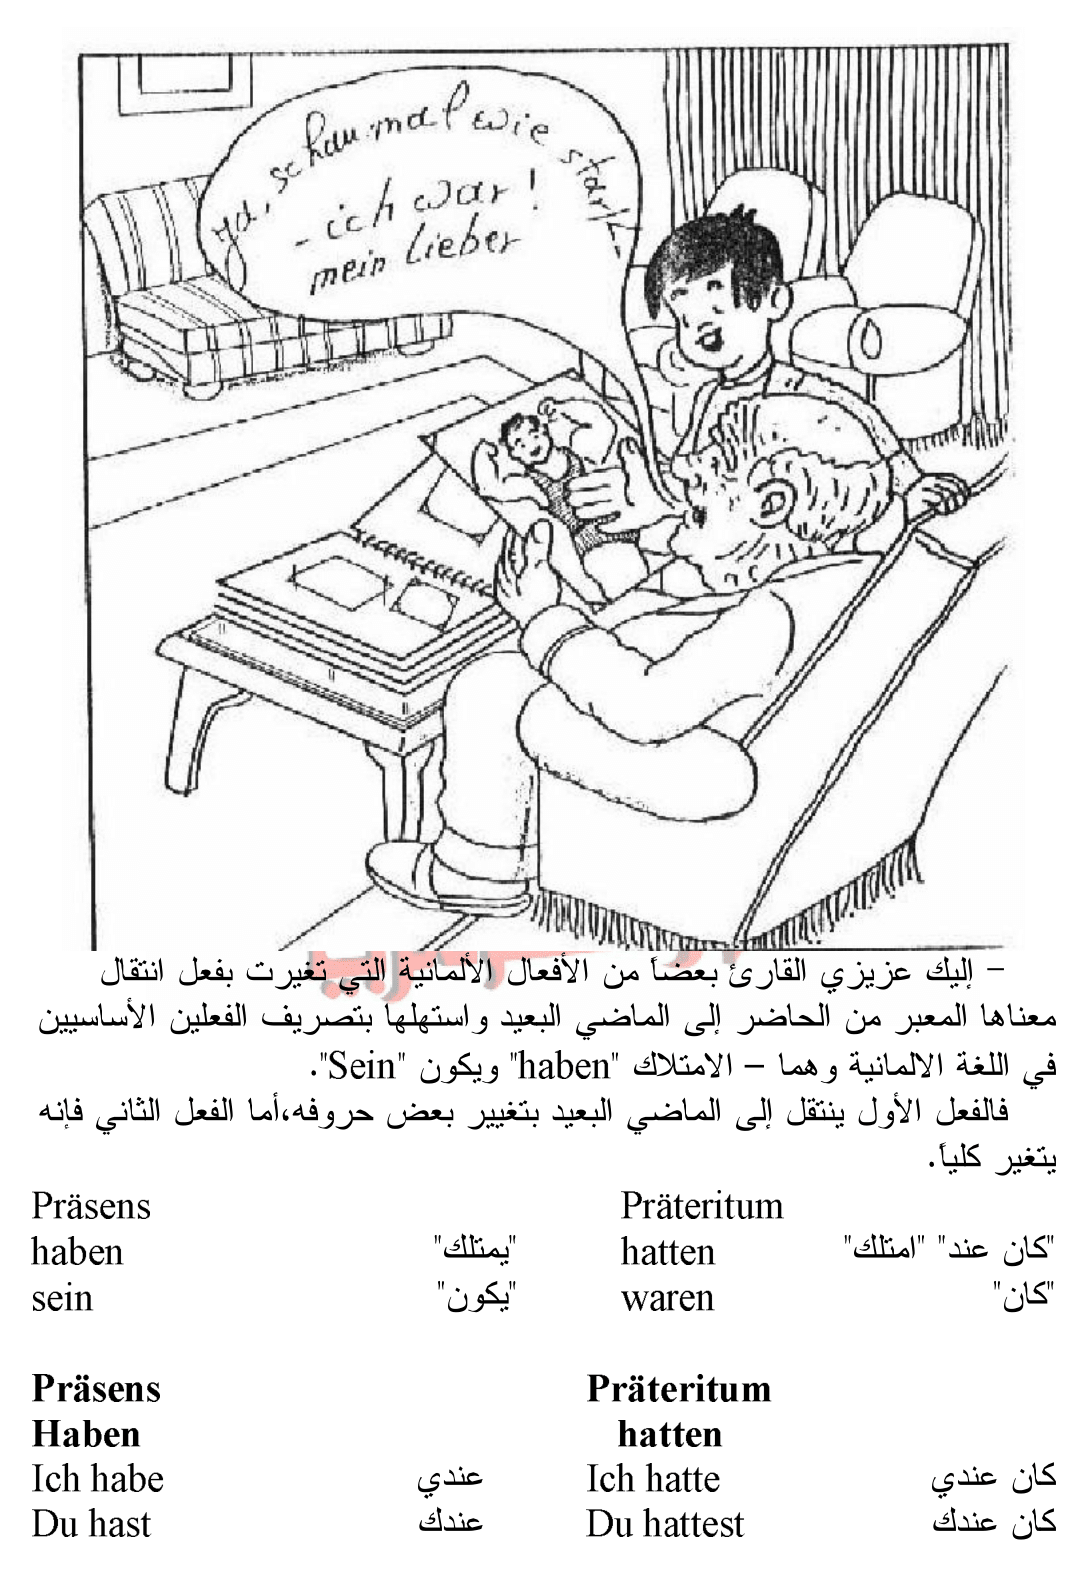 ja, schau mal wie stark
- ich war!
mein lieber
- إليك عزيزي القارئ بعضاً من الأفعال الألمانية التي تغيرت بفعل انتقال
معناها المعبر من الحاضر إلى الماضي البعيد واستهلها بتصريف الفعلين الأساسيين
في اللغة الالمانية وهما – الامتلاك "haben" ويكون "Sein".
فالفعل الأول ينتقل إلى الماضي البعيد بتغيير بعض حروفه،أما الفعل الثاني فإنه
يتغير كلياً.
Präsens Präteritum
haben "يمتلك" hatten "كان عند" "امتلك"
sein "يكون" waren "كان"
Präsens Präteritum
Haben hatten
Ich habe عندي Ich hatte كان عندي
Du hast عندك Du hattest كان عندك